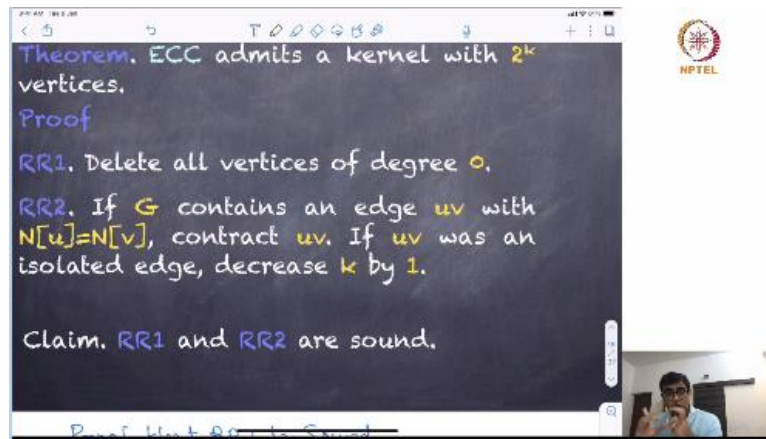 Theorem. ECC admits a kernel with 2ᵏ
vertices.
Proof
RR1. Delete all vertices of degree 0.
RR2. If G contains an edge uv with
N[u]=N[v], contract uv. If uv was an
isolated edge, decrease k by 1.
Claim. RR1 and RR2 are sound.
NPTEL